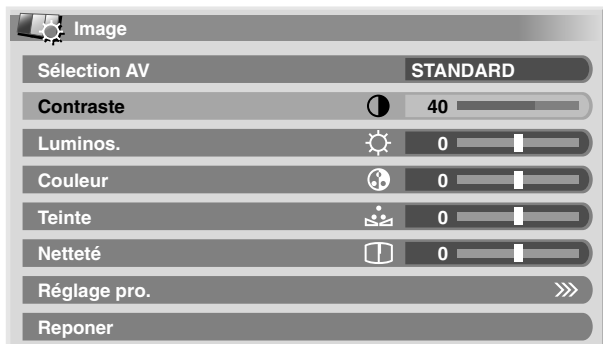 Image
Sélection AV STANDARD
Contraste 40
Luminos. 0
Couleur 0
Teinte 0
Netteté 0
Réglage pro.
Reponer